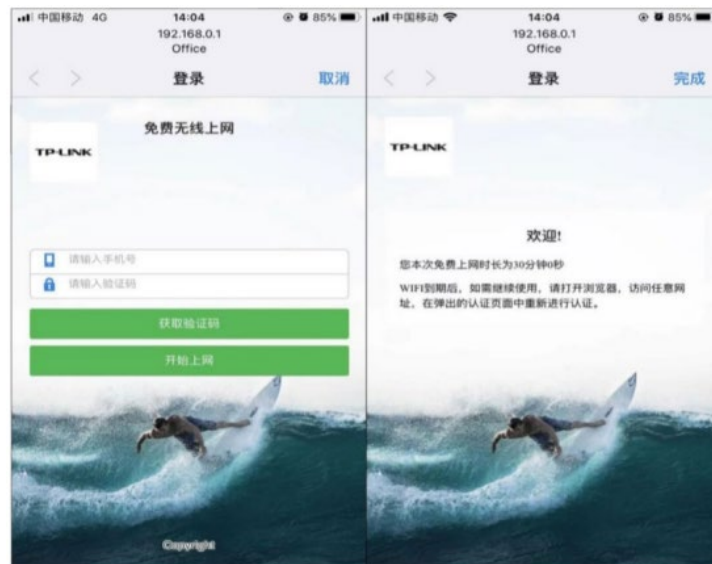 中国移动 4G 14:04 85%
192.168.0.1
Office
登录 取消
免费无线上网
TP-LINK
请输入手机号
请输入验证码
获取验证码
开始上网
Copyright
中国移动 14:04 85%
192.168.0.1
Office
登录 完成
TP-LINK
欢迎!
您本次免费上网时长为30分钟0秒
WIFI到期后，如需继续使用，请打开浏览器，访问任意网
址，在弹出的认证页面中重新进行认证。